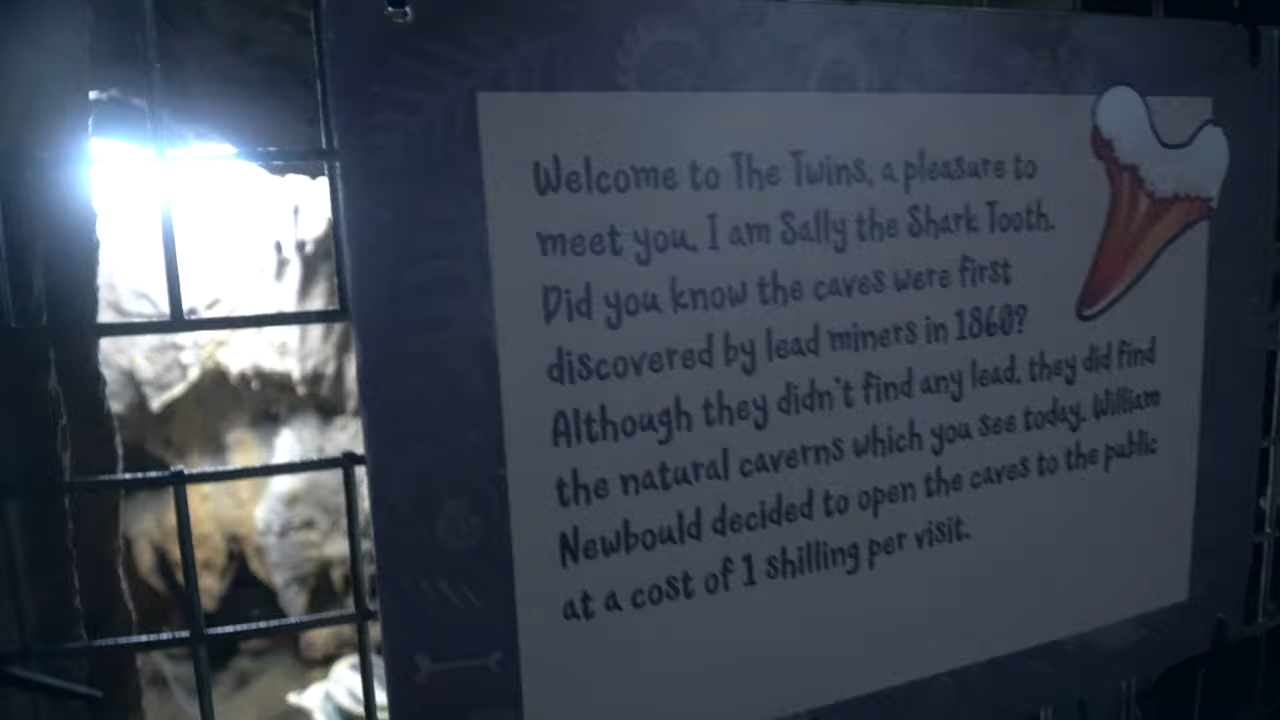 Welcome to The Twins, a pleasure to
meet you, I am Sally the Shark Tooth.
Did you know the caves were first
discovered by lead miners in 1860?
Although they didn't find any lead, they did find
the natural caverns which you see today. William
Newbould decided to open the caves to the public
at a cost of 1 shilling per visit.